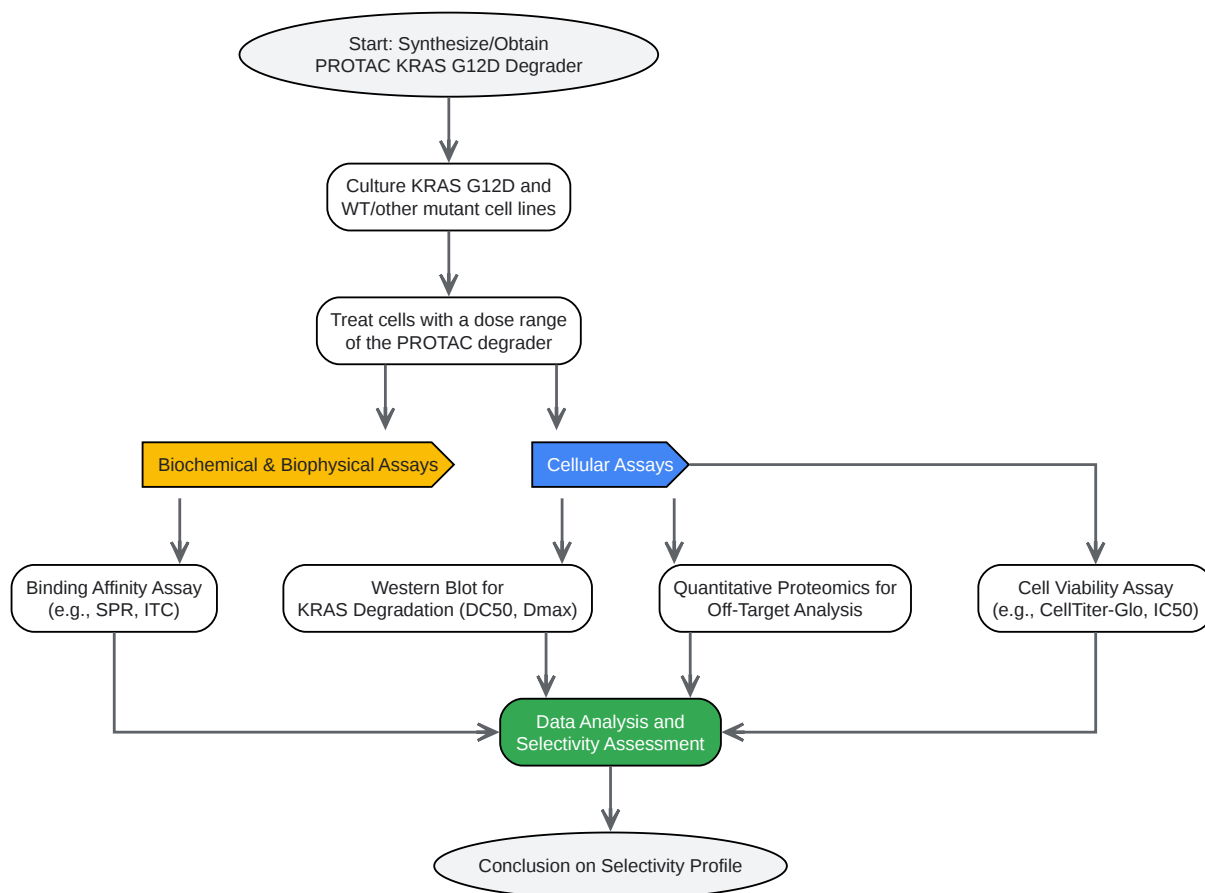 Start: Synthesize/Obtain
PROTAC KRAS G12D Degrader
Culture KRAS G12D and
WT/other mutant cell lines
Treat cells with a dose range
of the PROTAC degrader
Biochemical & Biophysical Assays
Cellular Assays
Binding Affinity Assay
(e.g., SPR, ITC)
Western Blot for
KRAS Degradation (DC50, Dmax)
Quantitative Proteomics for
Off-Target Analysis
Cell Viability Assay
(e.g., CellTiter-Glo, IC50)
Data Analysis and
Selectivity Assessment
Conclusion on Selectivity Profile